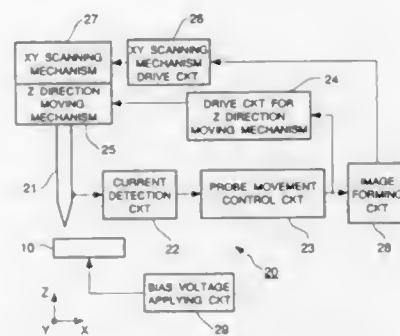 27
26
XY SCANNING
MECHANISM
XY SCANNING
MECHANISM
DRIVE CKT
24
Z DIRECTION
MOVING
MECHANISM
DRIVE CKT FOR
Z DIRECTION
MOVING MECHANISM
25
21
CURRENT
DETECTION
CKT
PROBE MOVEMENT
CONTROL CKT
IMAGE
FORMING
CKT
10
22
23
28
20
Z
Y
X
BIAS VOLTAGE
APPLYING CKT
29